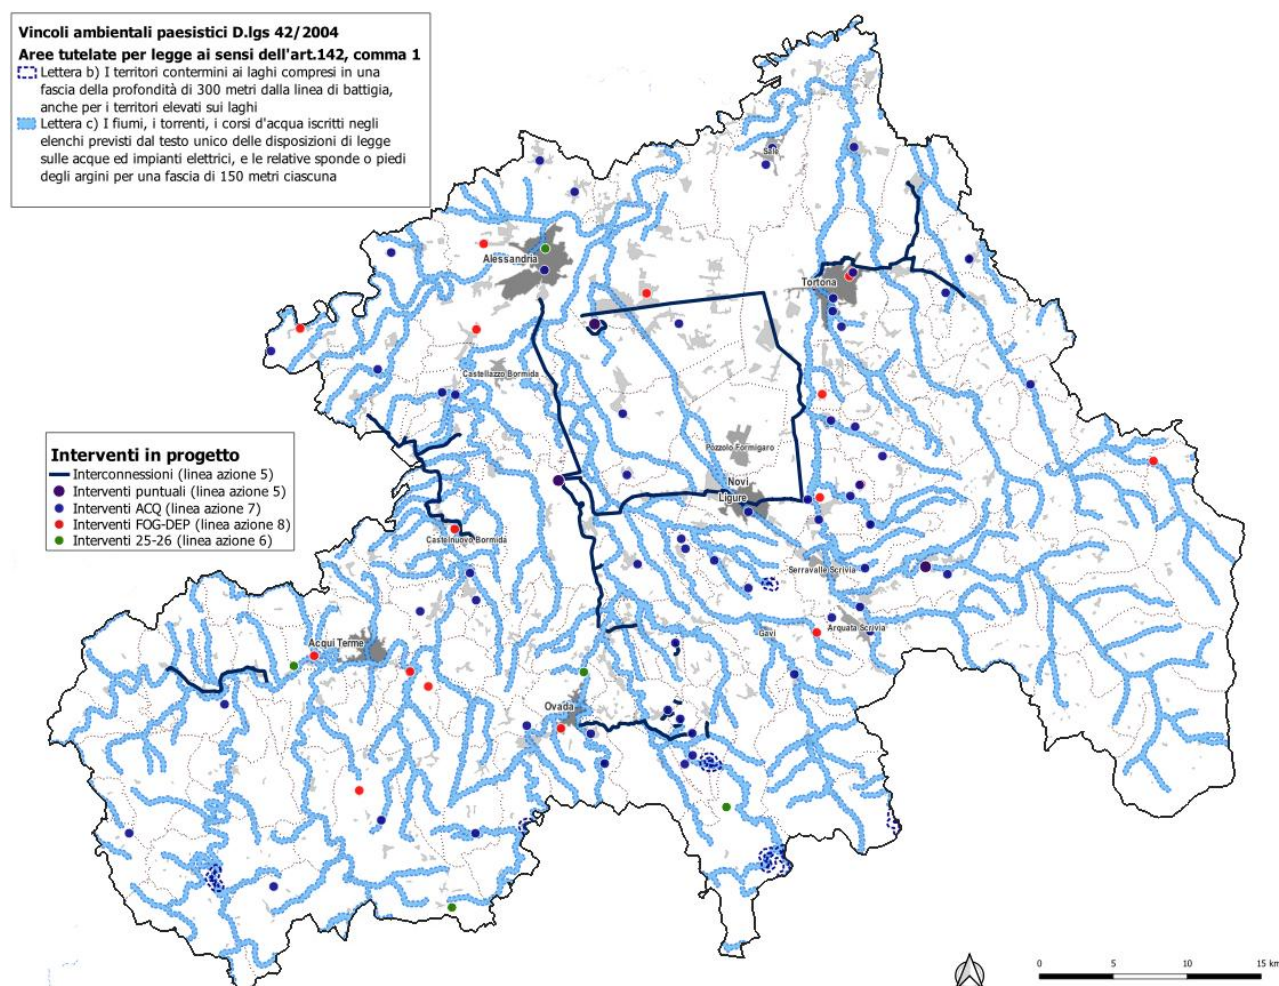 Vincoli ambientali paesistici D.lgs 42/2004
Aree tutelate per legge ai sensi dell'art.142, comma 1
Lettera b) I territori contermini ai laghi compresi in una
fascia della profondità di 300 metri dalla linea di battigia,
anche per i territori elevati sui laghi
Lettera c) I fiumi, i torrenti, i corsi d'acqua iscritti negli
elenchi previsti dal testo unico delle disposizioni di legge
sulle acque ed impianti elettrici, e le relative sponde o piedi
degli argini per una fascia di 150 metri ciascuna
Sale
Alessandria
Tortona
Castellazzo Bormida
Interventi in progetto
Interconnessioni (linea azione 5)
Interventi puntuali (linea azione 5)
Interventi ACQ (linea azione 7)
Interventi FOG-DEP (linea azione 8)
Interventi 25-26 (linea azione 6)
Pozzolo Formigaro
Novi
Ligure
Castelnuovo Bormida
Serravalle Scrivia
Arquata Scrivia
Gavi
Acqui Terme
Ovada
0 5 10 15 km